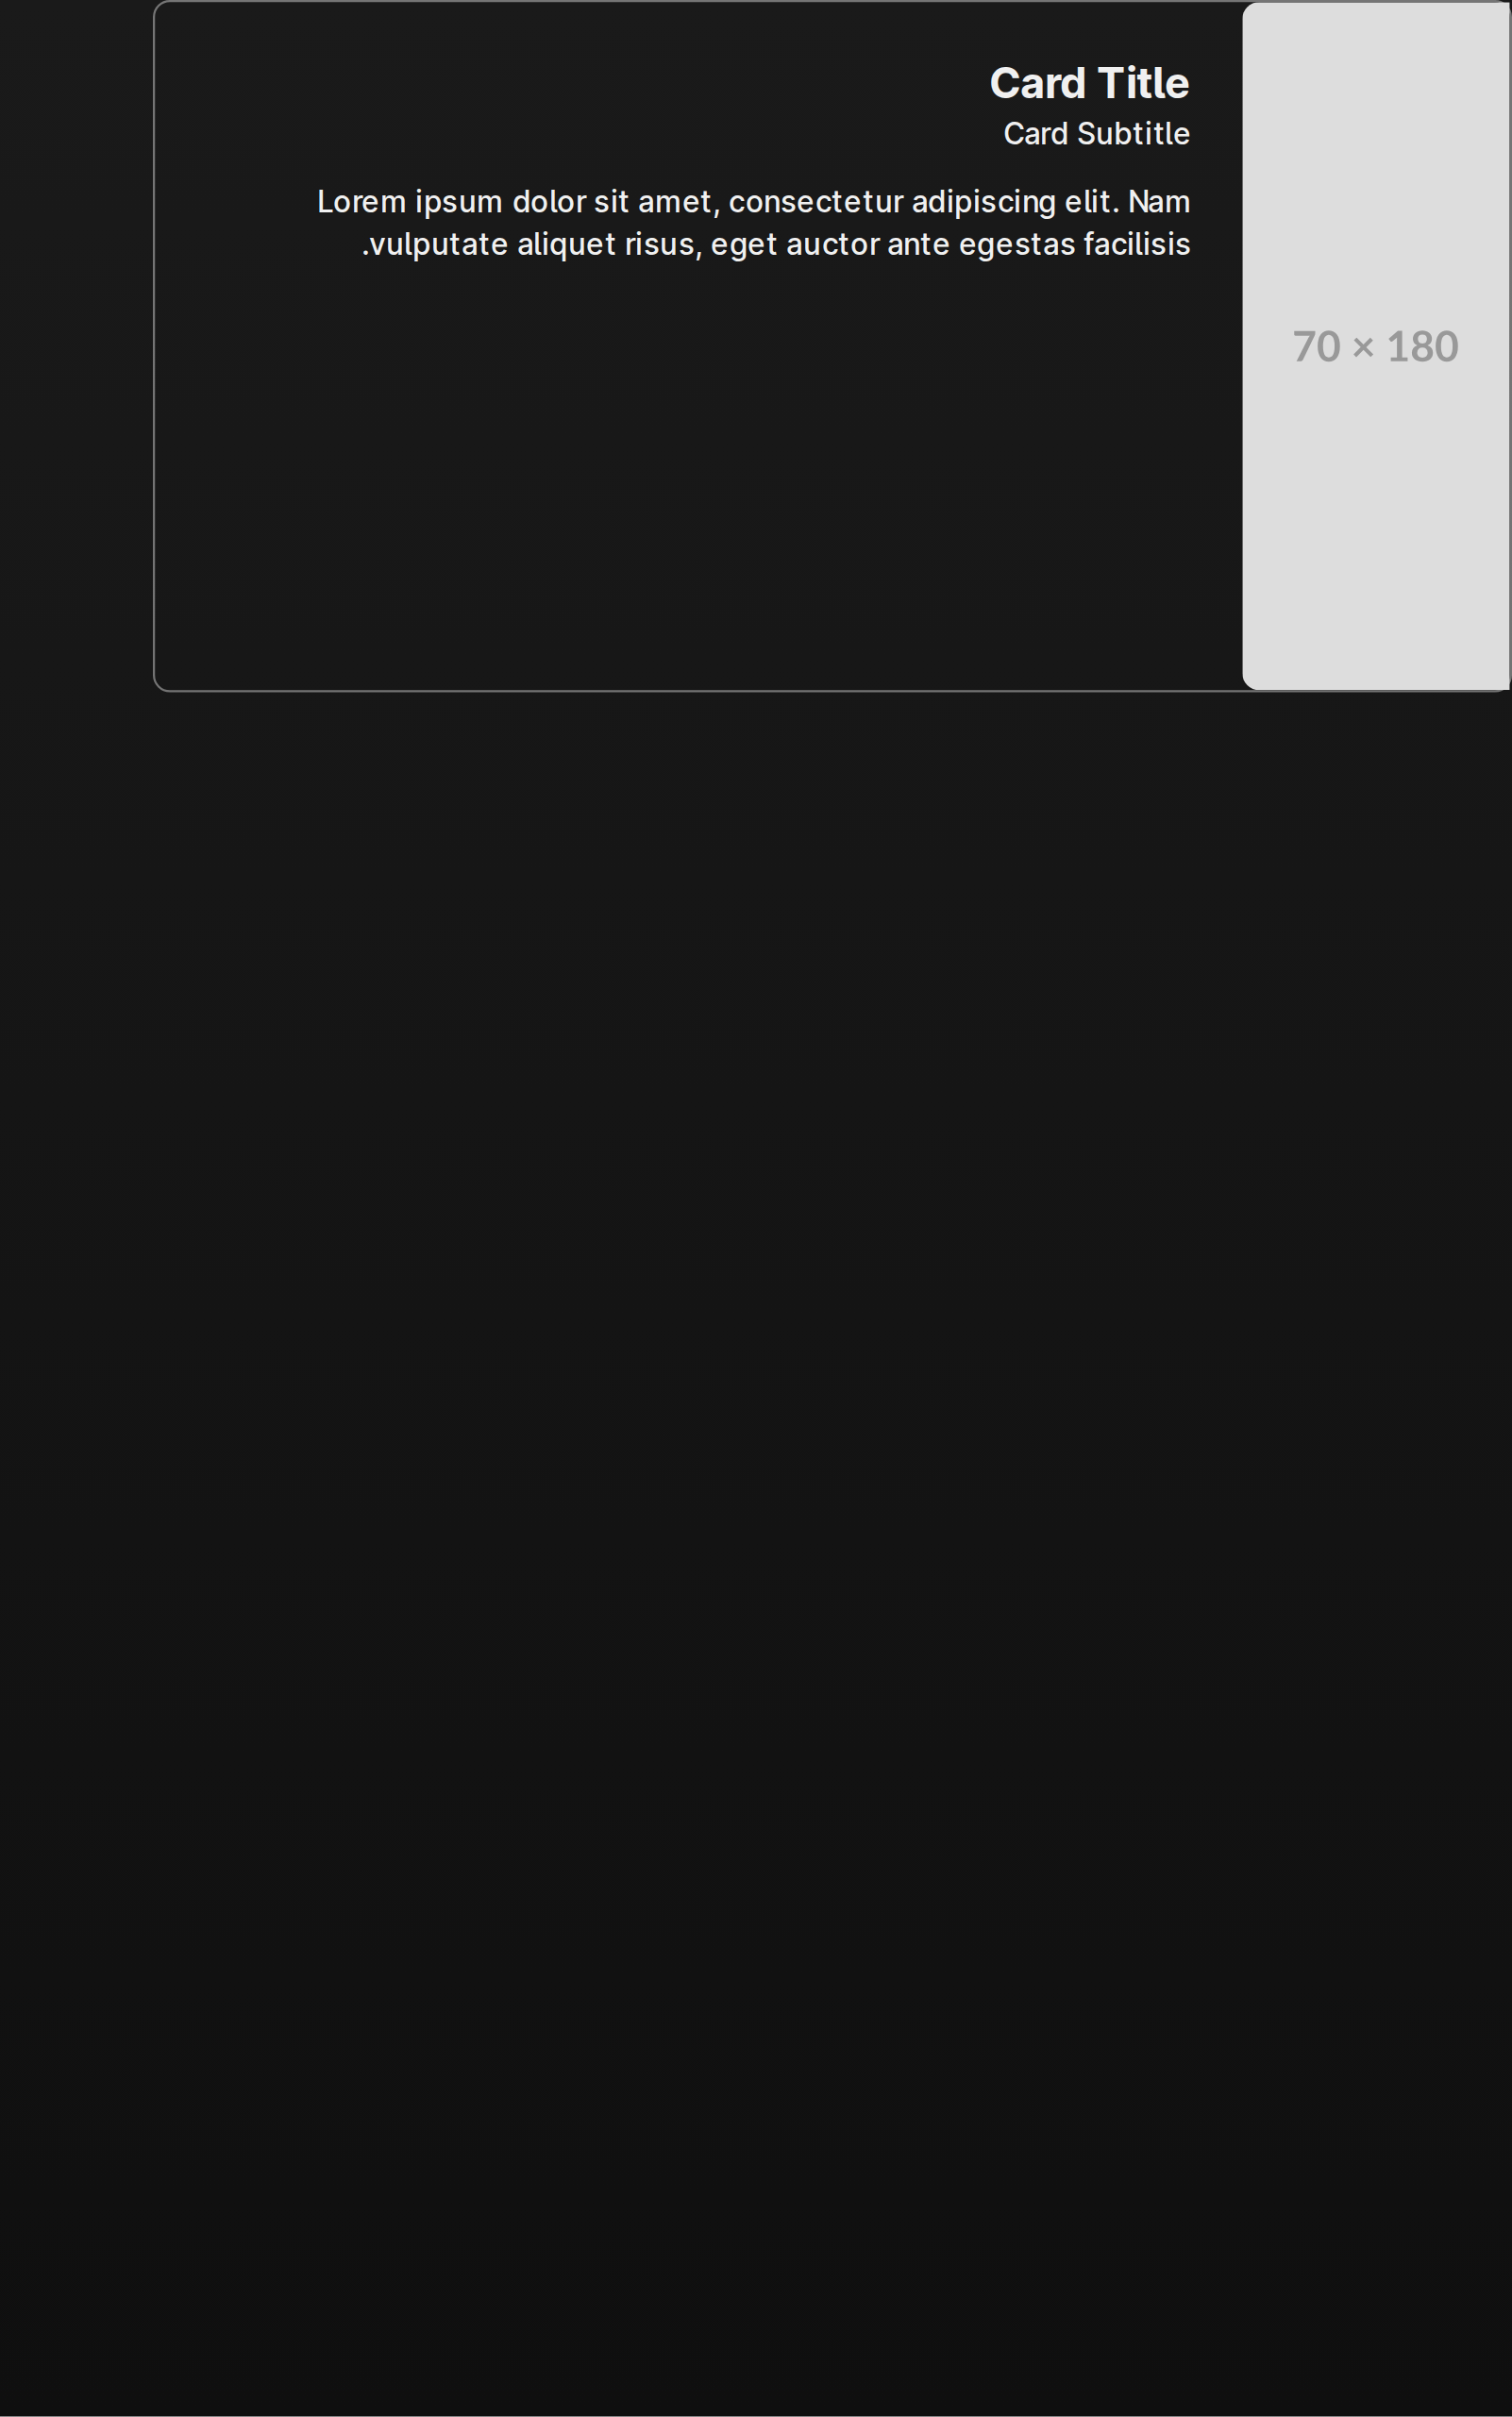 Card Title
Card Subtitle
Lorem ipsum dolor sit amet, consectetur adipiscing elit. Nam
vulputate aliquet risus, eget auctor ante egestas facilisis.
70 × 180